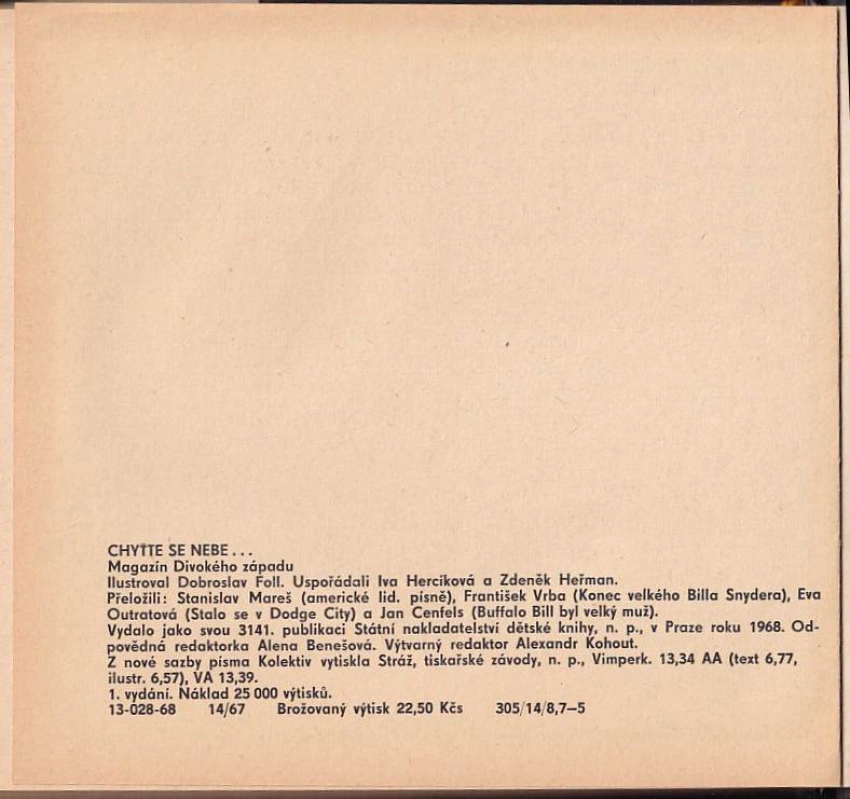 CHYŤTE SE NEBE...
Magazín Divokého západu
Ilustroval Dobroslav Foll. Uspořádali Iva Hercíková a Zdeněk Heřman.
Přeložili: Stanislav Mareš (americké lid. písně), František Vrba (Konec velkého Billa Snydera), Eva
Outratová (Stalo se v Dodge City) a Jan Cenfels (Buffalo Bill byl velký muž).
Vydalo jako svou 3141. publikaci Státní nakladatelství dětské knihy, n. p., v Praze roku 1968. Od-
povědná redaktorka Alena Benešová. Výtvarný redaktor Alexandr Kohout.
Z nové sazby písma Kolektiv vytiskla Stráž, tiskařské závody, n. p., Vimperk. 13,34 AA (text 6,77,
ilustr. 6,57), VA 13,39.
1. vydání. Náklad 25 000 výtisků.
13-028-68 14/67 Brožovaný výtisk 22,50 Kčs 305/14/8,7—5